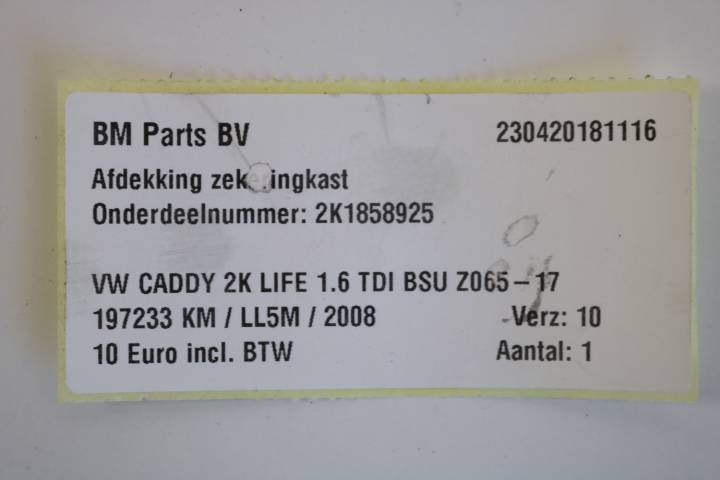 BM Parts BV 230420181116
Afdekking zekeringkast
Onderdeelnummer: 2K1858925
VW CADDY 2K LIFE 1.6 TDI BSU Z065-17
197233 KM / LL5M / 2008 Verz: 10
10 Euro incl. BTW Aantal: 1